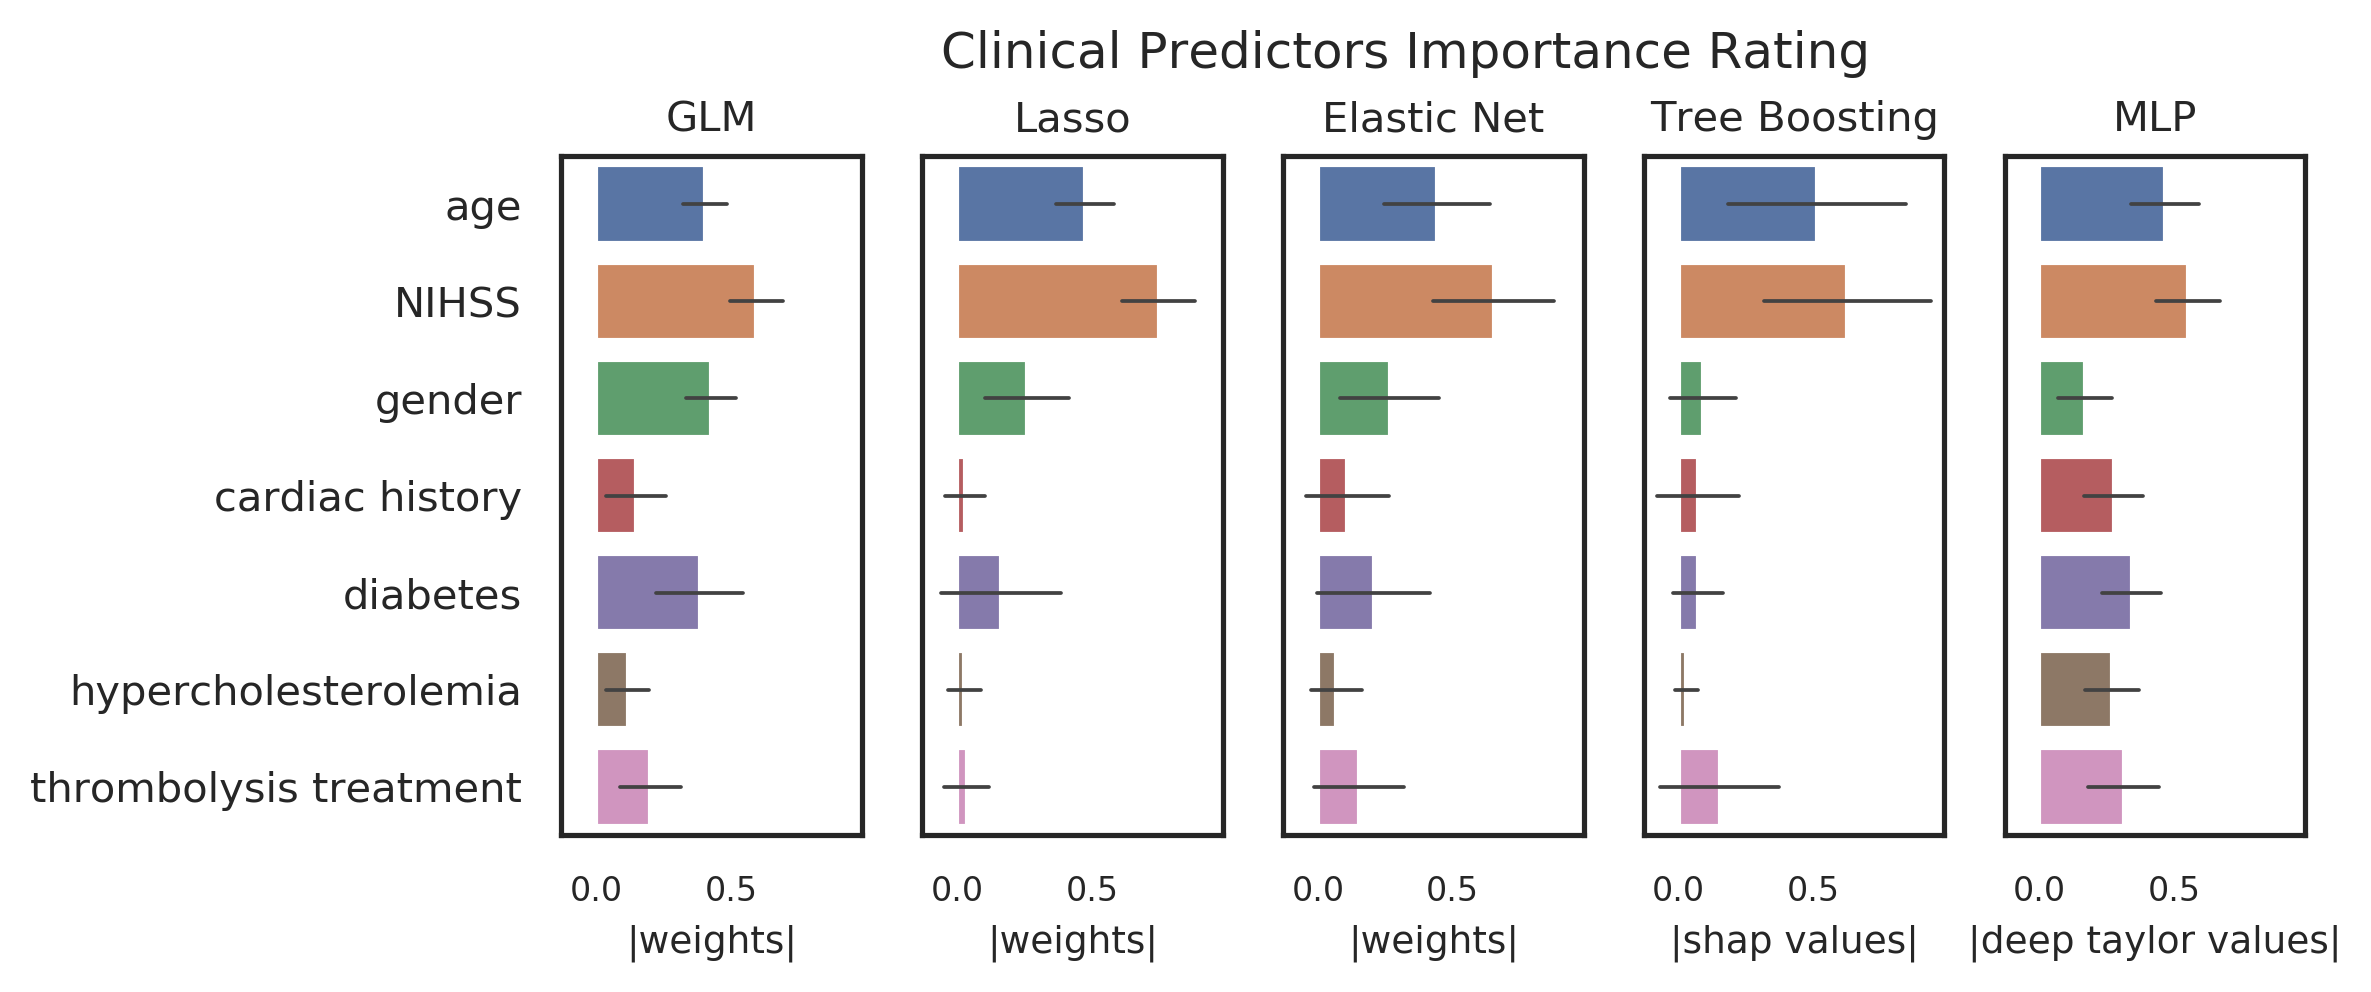 Clinical Predictors Importance Rating
GLM Lasso Elastic Net Tree Boosting MLP
age
NIHSS
gender
cardiac history
diabetes
hypercholesterolemia
thrombolysis treatment
0.0 0.5 0.0 0.5 0.0 0.5 0.0 0.5 0.0 0.5
|weights| |weights| |weights| |shap values| |deep taylor values|